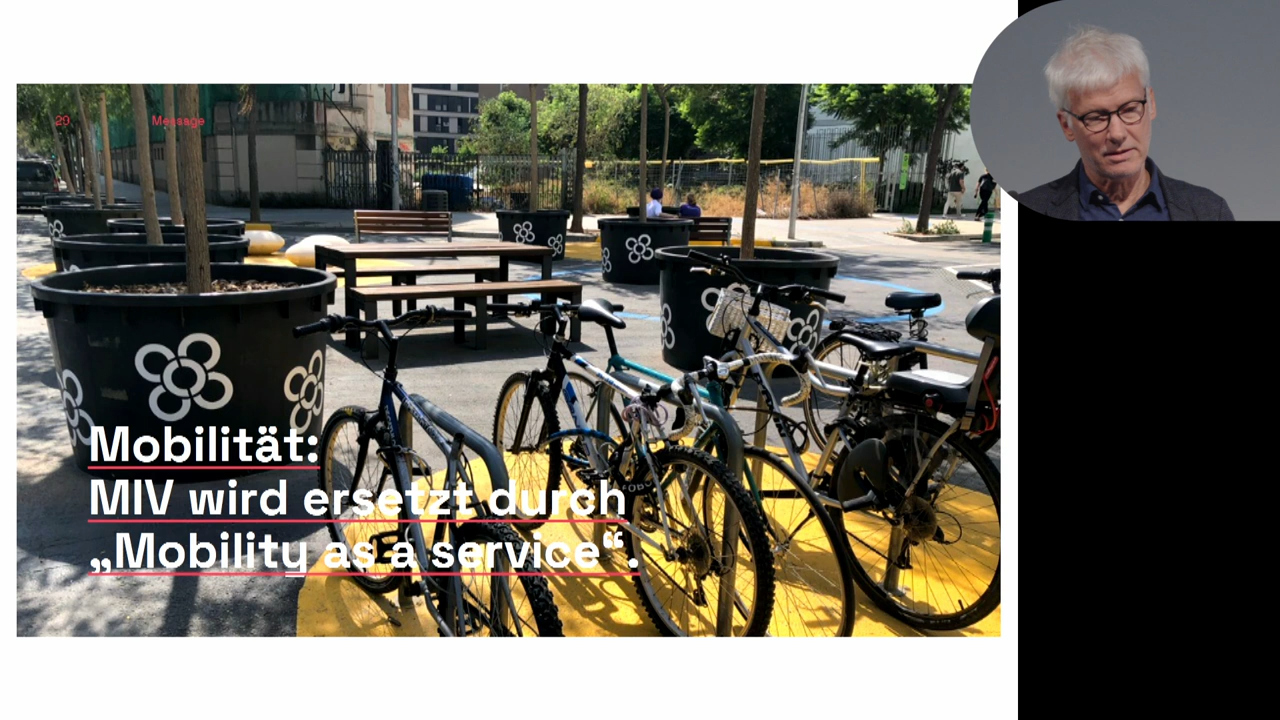 29
Message
Mobilität:
MIV wird ersetzt durch
„Mobility as a service“.